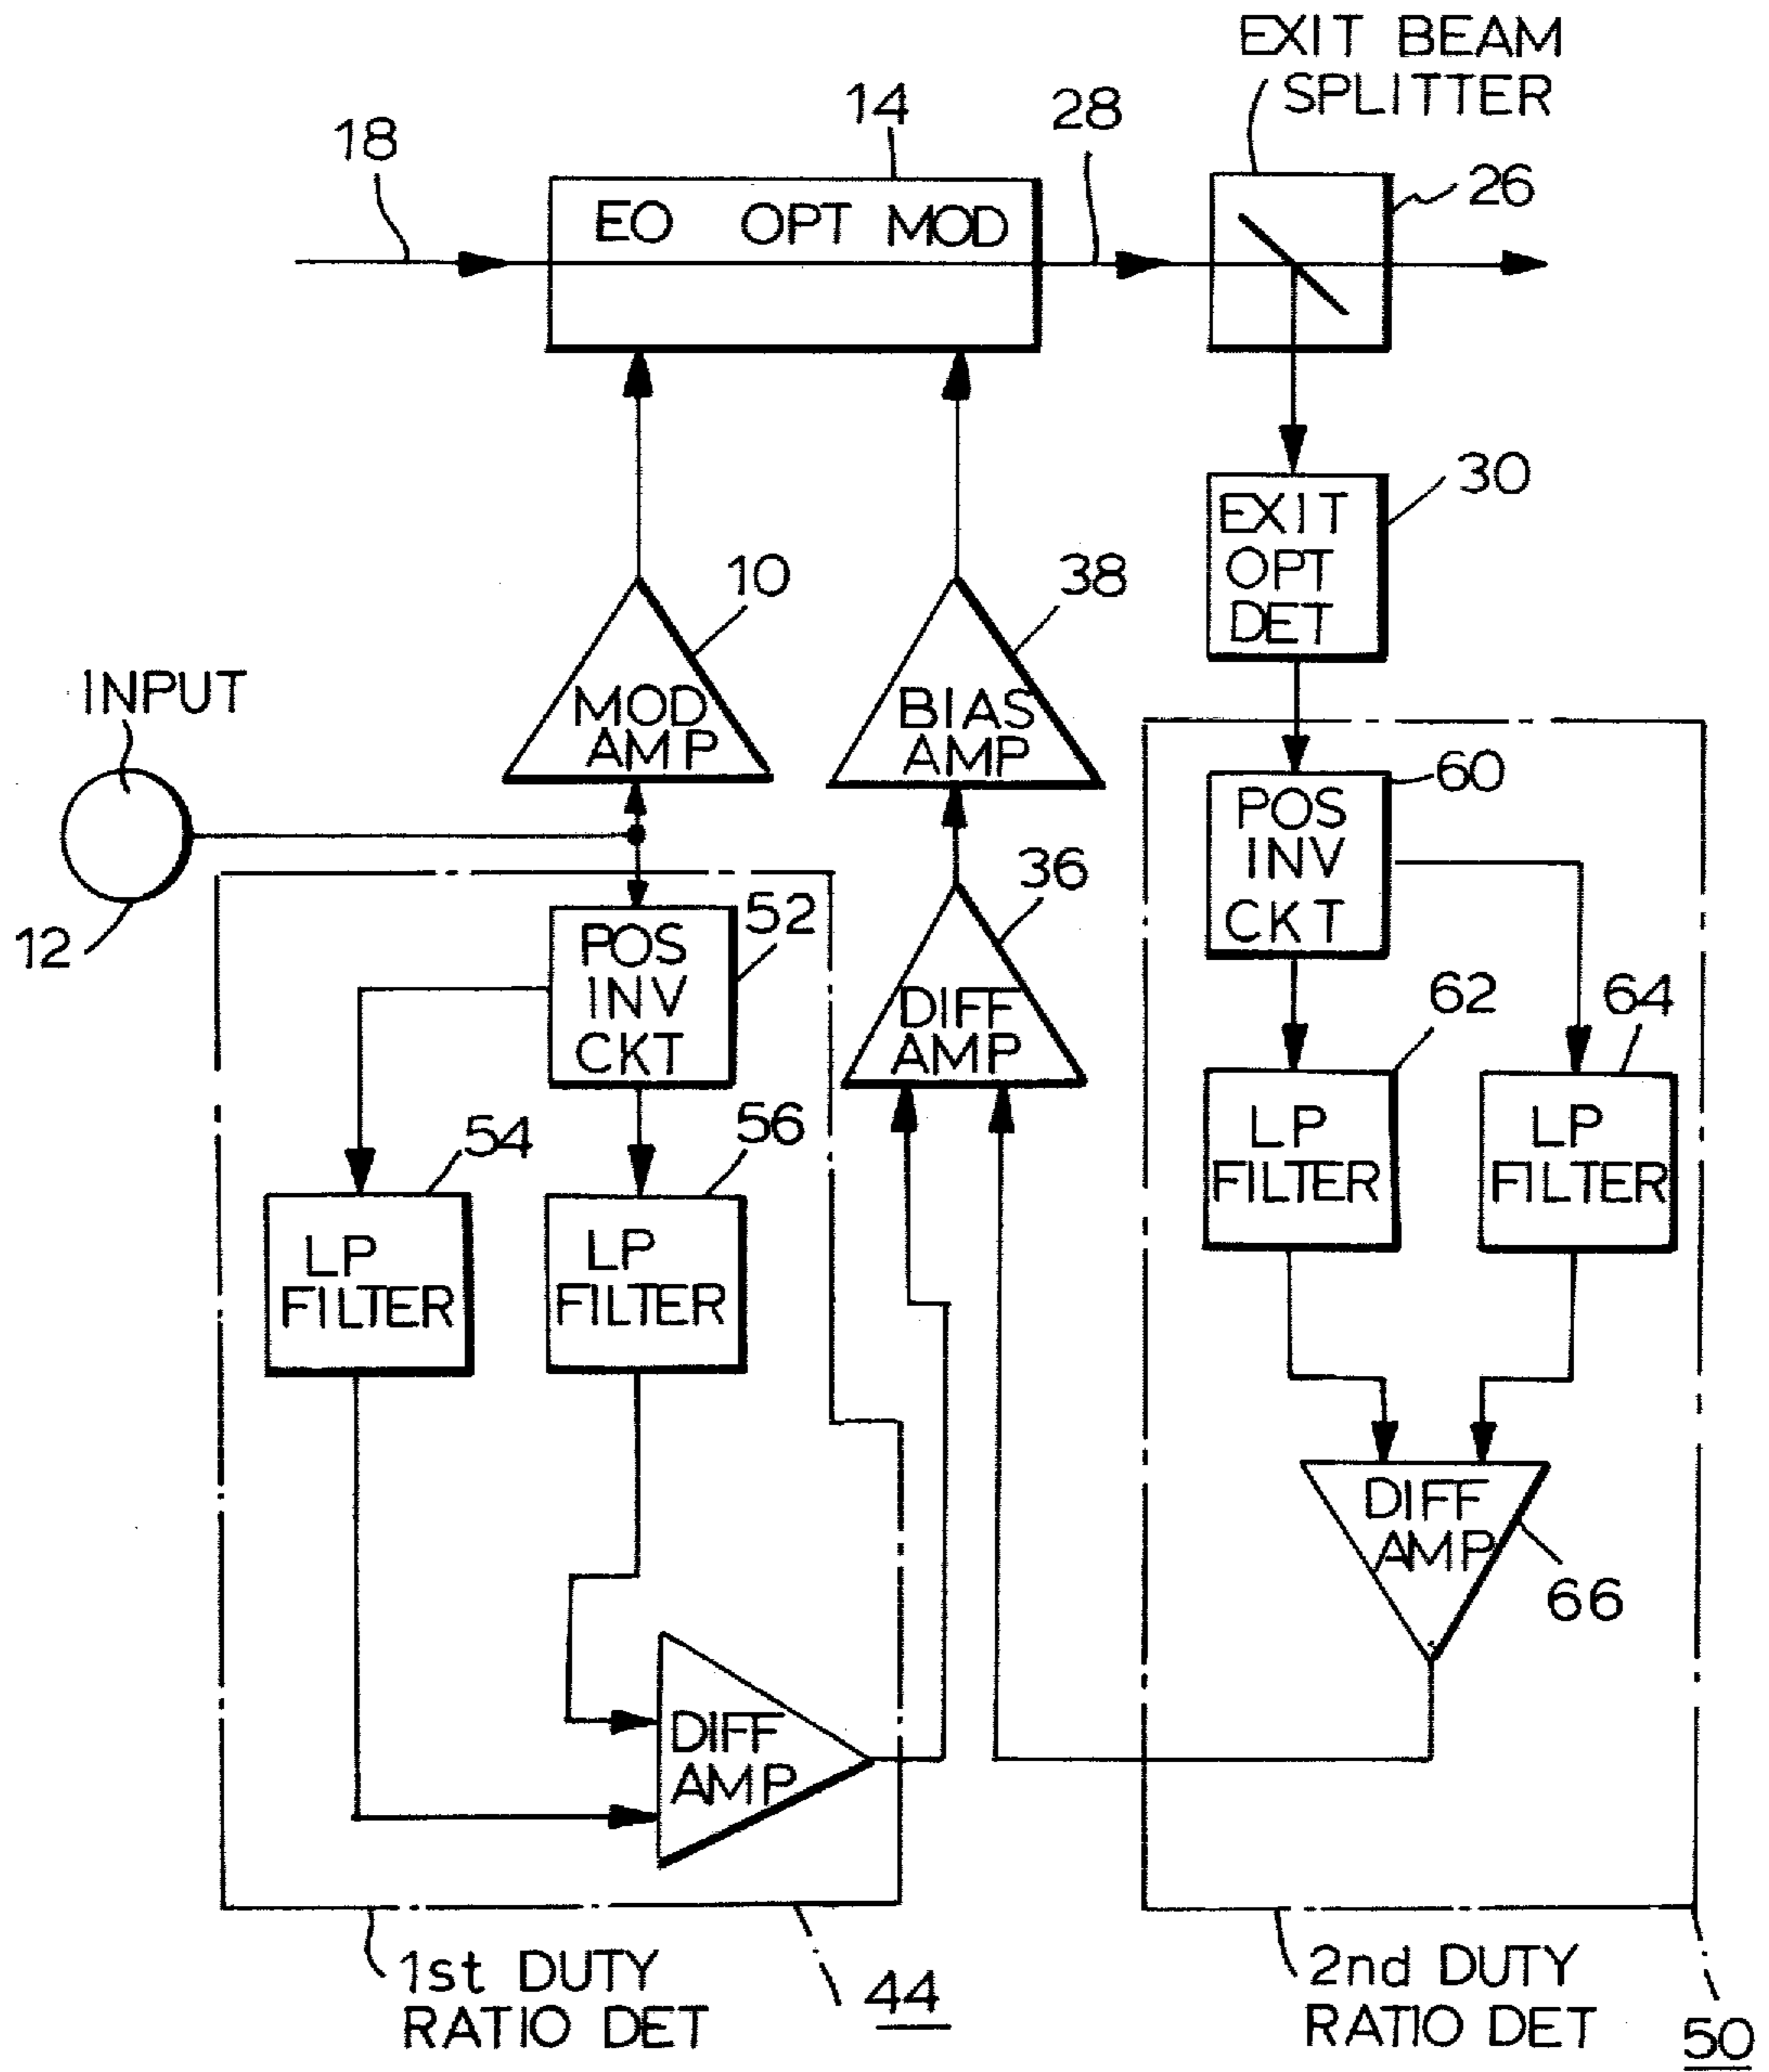 EXIT BEAM
SPLITTER
14
28
18
26
EO OPT MOD
30
EXIT
OPT
DET
10
38
INPUT
MOD
AMP
BIAS
AMP
60
POS
INV
CKT
36
52
12
POS
INV
CKT
DIFF
AMP
62
64
54
56
LP
FILTER
LP
FILTER
LP
FILTER
LP
FILTER
DIFF
AMP
66
DIFF
AMP
1st DUTY
RATIO DET
44
2nd DUTY
RATIO DET
50